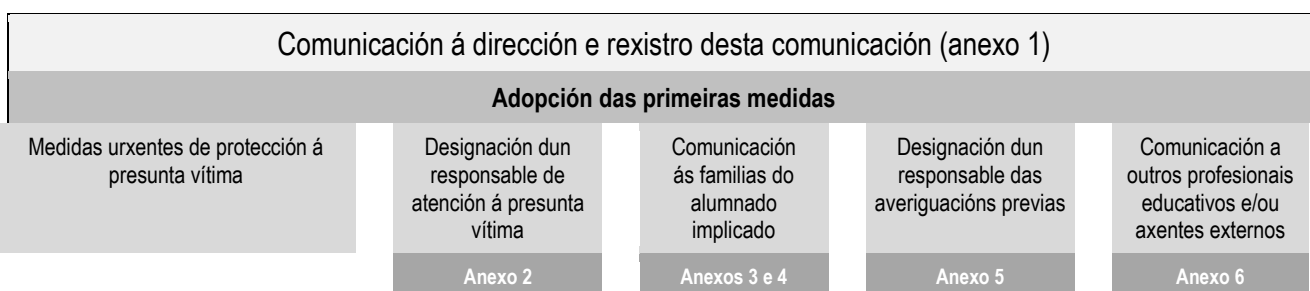 Comunicación á dirección e rexistro desta comunicación (anexo 1)
Adopción das primeiras medidas
Medidas urxentes de protección á
presunta vítima
Designación dun
responsable de
atención á presunta
vítima
Anexo 2
Comunicación
ás familias do
alumnado
implicado
Anexos 3 e 4
Designación dun
responsable das
averiguacións previas
Anexo 5
Comunicación a
outros profesionais
educativos e/ou
axentes externos
Anexo 6